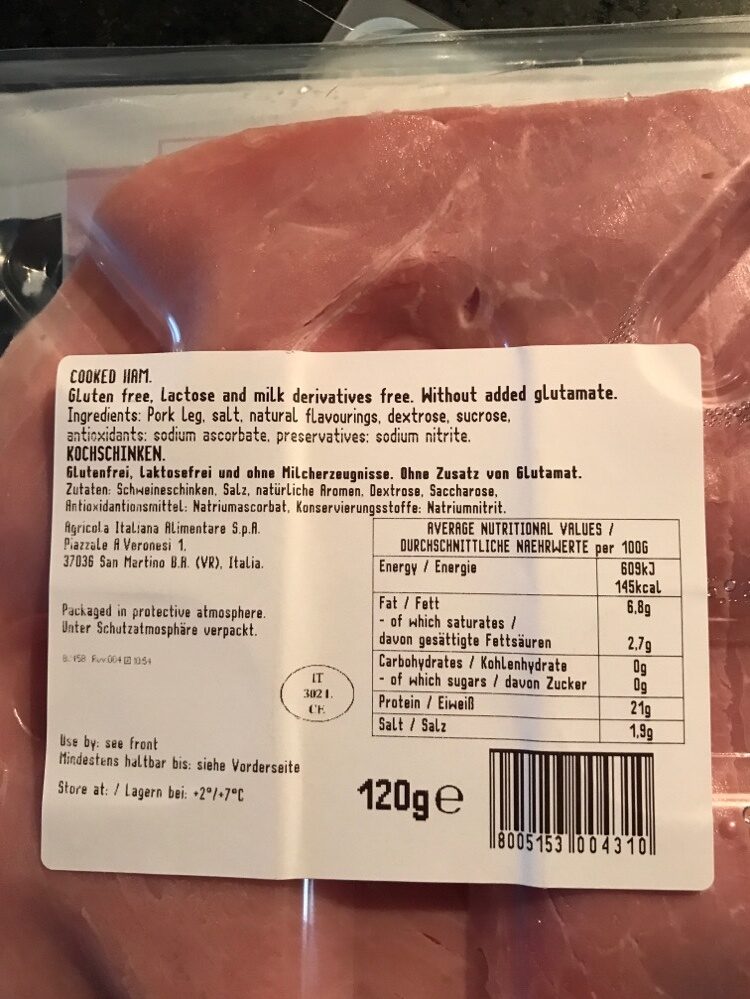 COOKED HAM.
Gluten free, Lactose and milk derivatives free. Without added glutamate.
Ingredients: Pork Leg, salt, natural flavourings, dextrose, sucrose,
antioxidants: sodium ascorbate, preservatives: sodium nitrite.
KOCHSCHINKEN.
Glutenfrei, Laktosefrei und ohne Milcherzeugnisse. Ohne Zusatz von Glutamat.
Zutaten: Schweineschinken, Salz, natürliche Aromen, Dextrose, Saccharose,
Antioxidantionsmittel: Natriumascorbat, Konservierungsstoffe: Natriumnitrit.
Agricola Italiana Alimentare S.p.A.
Piazzale A Veronesi 1,
37036 San Martino B.A. (VR), Italia.
Packaged in protective atmosphere.
Unter Schutzatmosphäre verpackt.
AVERAGE NUTRITIONAL VALUES /
DURCHSCHNITTLICHE NAEHRWERTE per 100G
Energy / Energie 609kJ
145kcal
Fat / Fett 6,8g
- of which saturates /
davon gesättigte Fettsäuren 2,7g
Carbohydrates / Kohlenhydrate 0g
- of which sugars / davon Zucker 0g
Protein / Eiweiß 21g
Salt / Salz 1,9g
IT
302 L
CE
Use by: see front
Mindestens haltbar bis: siehe Vorderseite
Store at: / Lagern bei: +2°/+7°C
120g e
8005153 004310